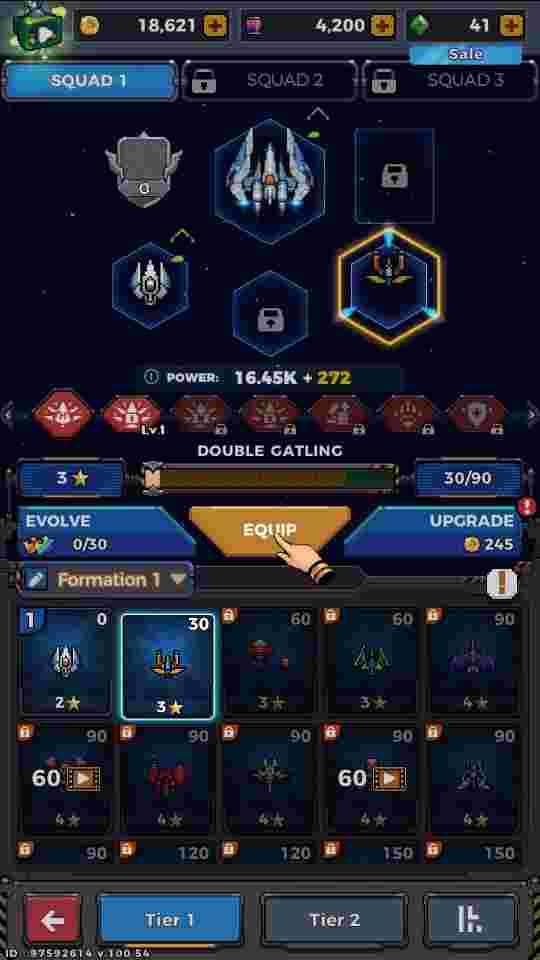 18,621
4,200
41
Sale
SQUAD 1
SQUAD 2
SQUAD 3
0
POWER: 16.45K + 272
Lv.1
DOUBLE GATLING
3
30/90
EVOLVE
EQUIP
UPGRADE
0/30
245
Formation 1
1
0
30
60
60
90
2
3
3
3
4
90
90
90
90
90
60
60
4
4
4
4
4
90
120
120
150
150
Tier 1
Tier 2
ID : 97592614 v.100.54